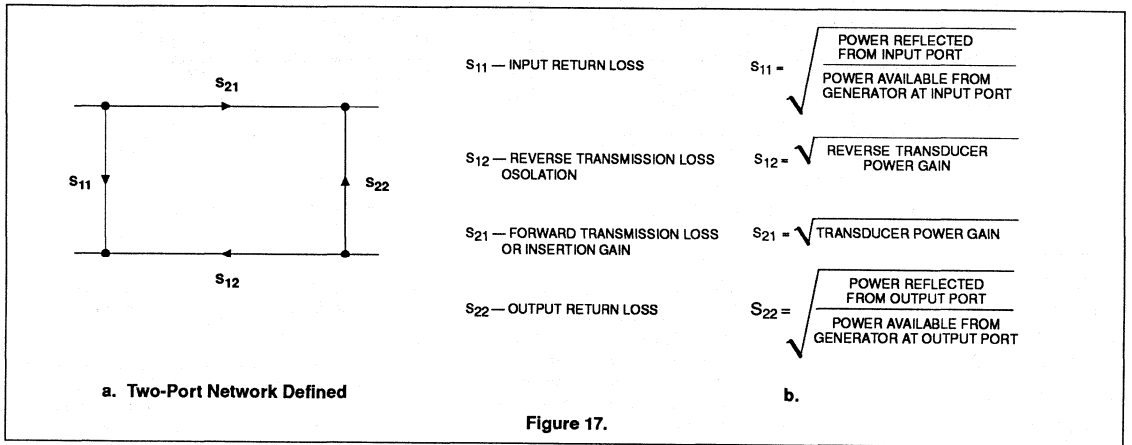 S21
S11
S22
S12
a. Two-Port Network Defined
S11 — INPUT RETURN LOSS
S11 = √ POWER REFLECTED
FROM INPUT PORT
POWER AVAILABLE FROM
GENERATOR AT INPUT PORT
S12 — REVERSE TRANSMISSION LOSS
OSOLATION
S12 = √ REVERSE TRANSDUCER
POWER GAIN
S21 — FORWARD TRANSMISSION LOSS
OR INSERTION GAIN
S21 = √ TRANSDUCER POWER GAIN
S22 — OUTPUT RETURN LOSS
S22 = √ POWER REFLECTED
FROM OUTPUT PORT
POWER AVAILABLE FROM
GENERATOR AT OUTPUT PORT
b.
Figure 17.